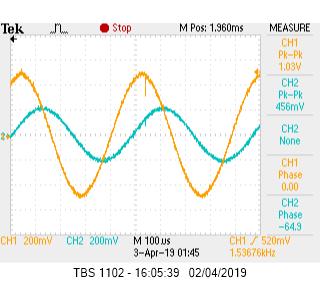 Tek Stop M Pos: 1.960ms MEASURE
CH1
Pk-Pk
1.03V
CH2
Pk-Pk
456mV
CH2
None
CH1
Phase
0.00
CH2
Phase
-64.9
2
CH1 200mV CH2 200mV M 100us CH1 / 520mV
3-Apr-19 01:45 1.53676kHz
TBS 1102 - 16:05:39 02/04/2019